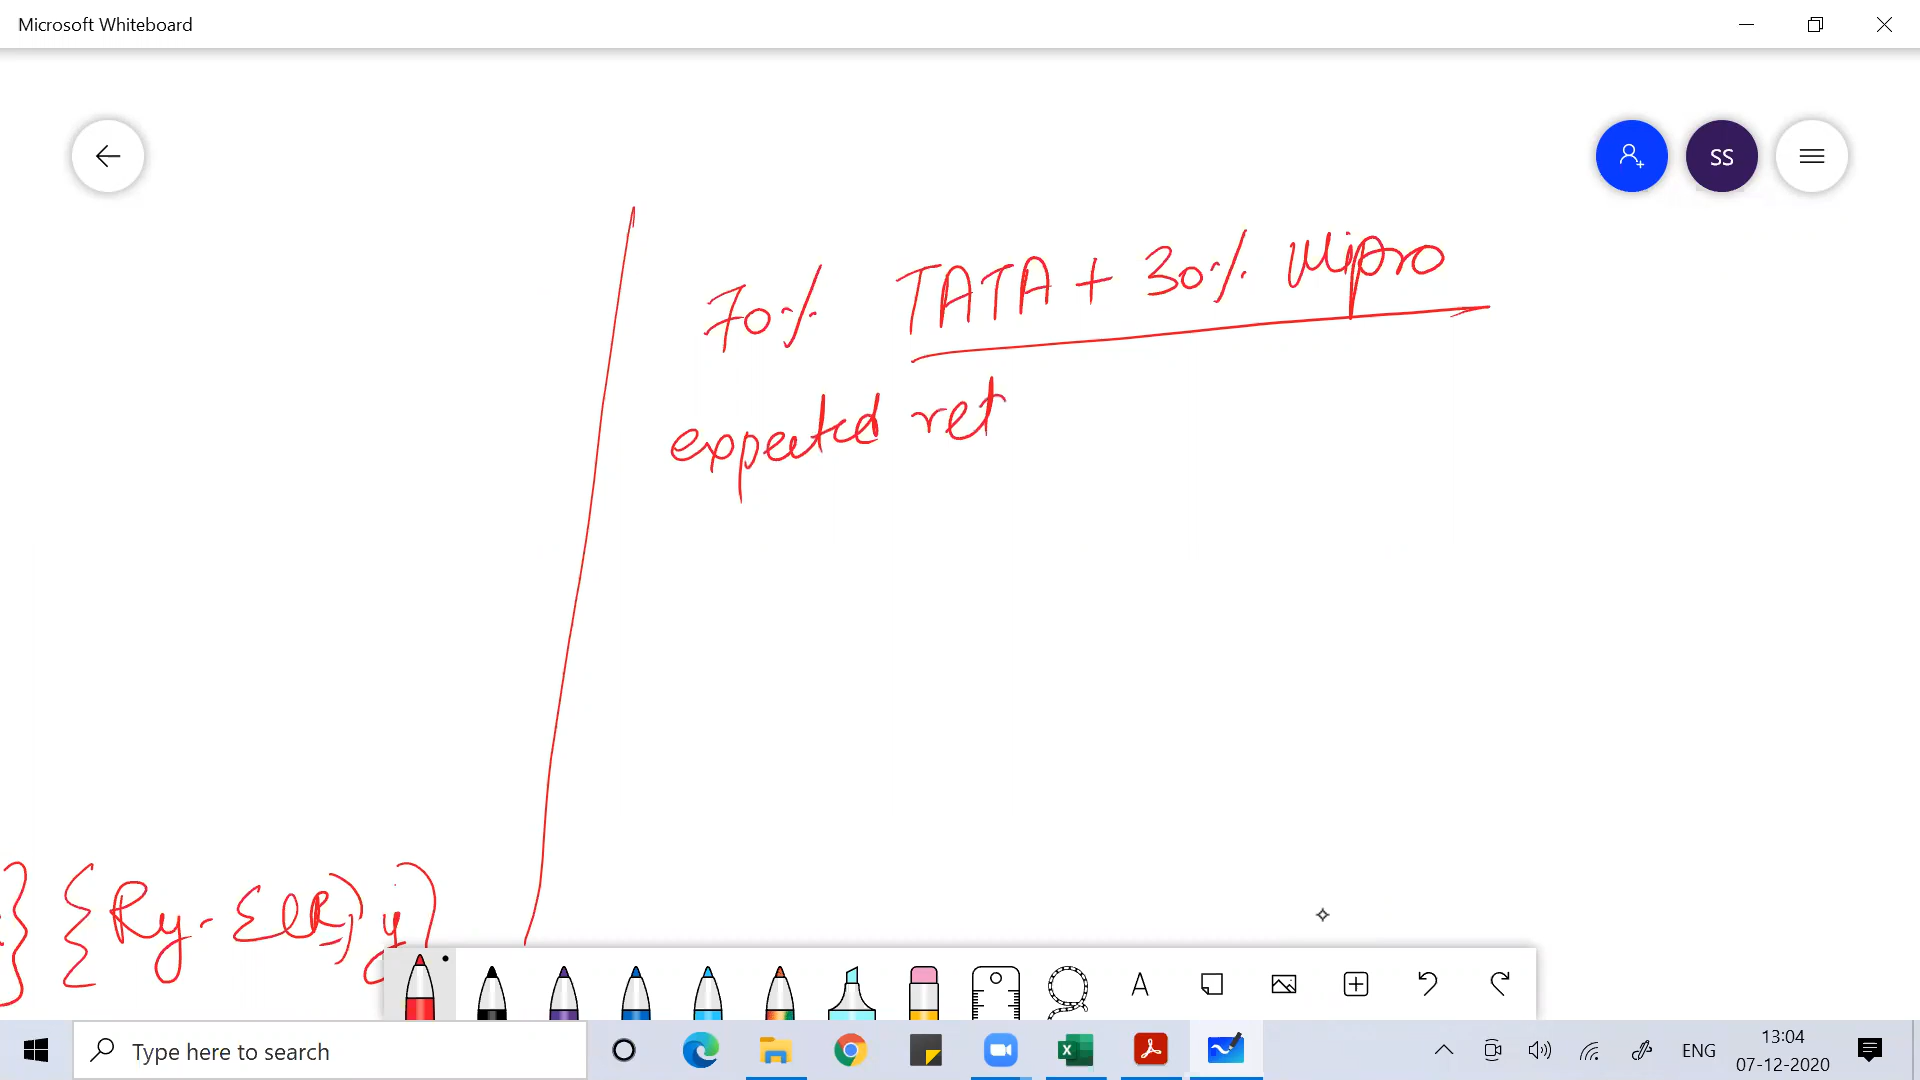 Microsoft Whiteboard
SS
70% TATA + 30% Wipro
expected ret
} {Ry - E(R)y}
A
Type here to search
ENG
13:04
07-12-2020